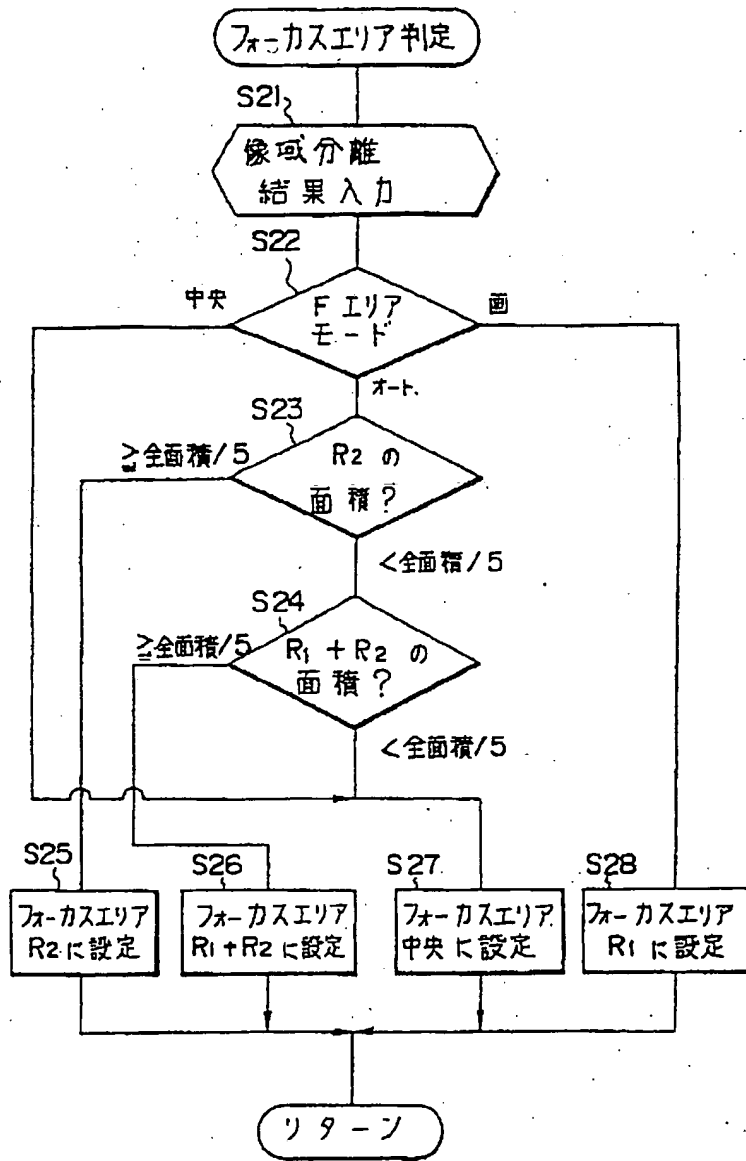 フォーカスエリア判定
S21
像域分離
結果入力
S22
中央
Fエリア
モード
画
オート
S23
≧全面積/5
R2の
面積?
<全面積/5
S24
≧全面積/5
R1+R2の
面積?
<全面積/5
S25
フォーカスエリア
R2に設定
S26
フォーカスエリア
R1+R2に設定
S27
フォーカスエリア
中央に設定
S28
フォーカスエリア
R1に設定
リターン